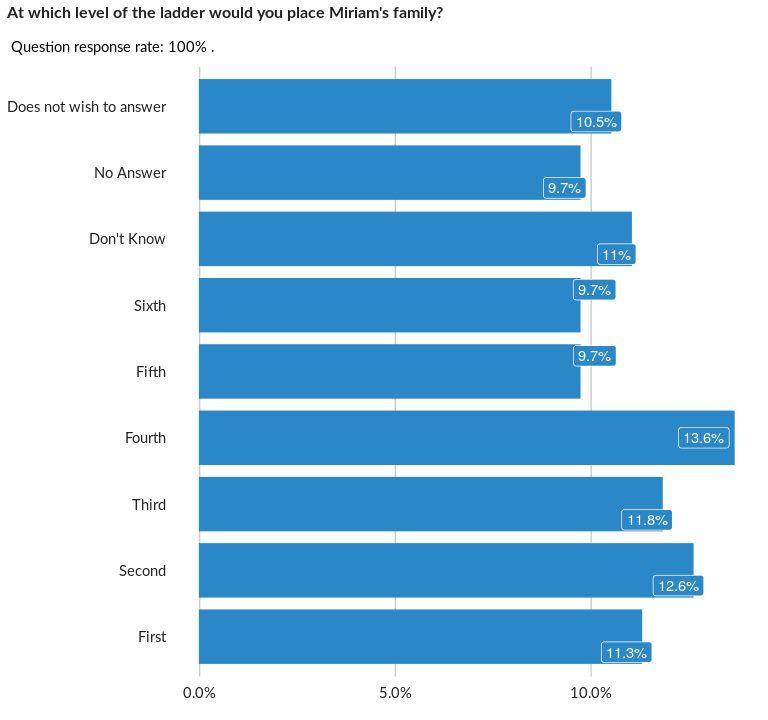 At which level of the ladder would you place Miriam's family?
Question response rate: 100% .
Does not wish to answer
10.5%
No Answer
9.7%
Don't Know
11%
Sixth
9.7%
Fifth
9.7%
Fourth
13.6%
Third
11.8%
Second
12.6%
First
11.3%
0.0% 5.0% 10.0%